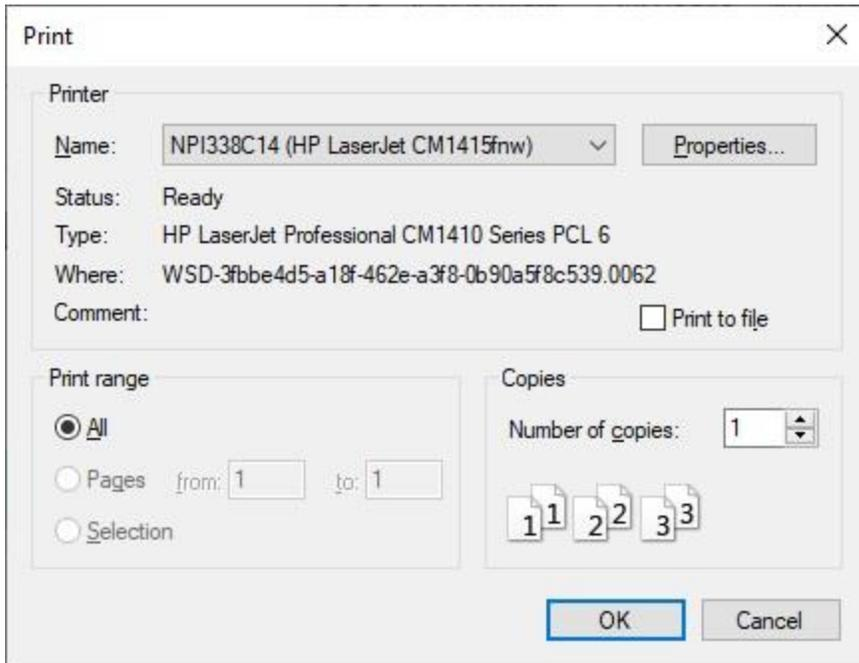 Print
Printer
Name: NPI338C14 (HP LaserJet CM1415fnw) Properties...
Status: Ready
Type: HP LaserJet Professional CM1410 Series PCL 6
Where: WSD-3fbbe4d5-a18f-462e-a3f8-0b90a5f8c539.0062
Comment: Print to file
Print range
All
Pages from: 1 to: 1
Selection
Copies
Number of copies: 1
1 1 2 2 3 3
OK Cancel